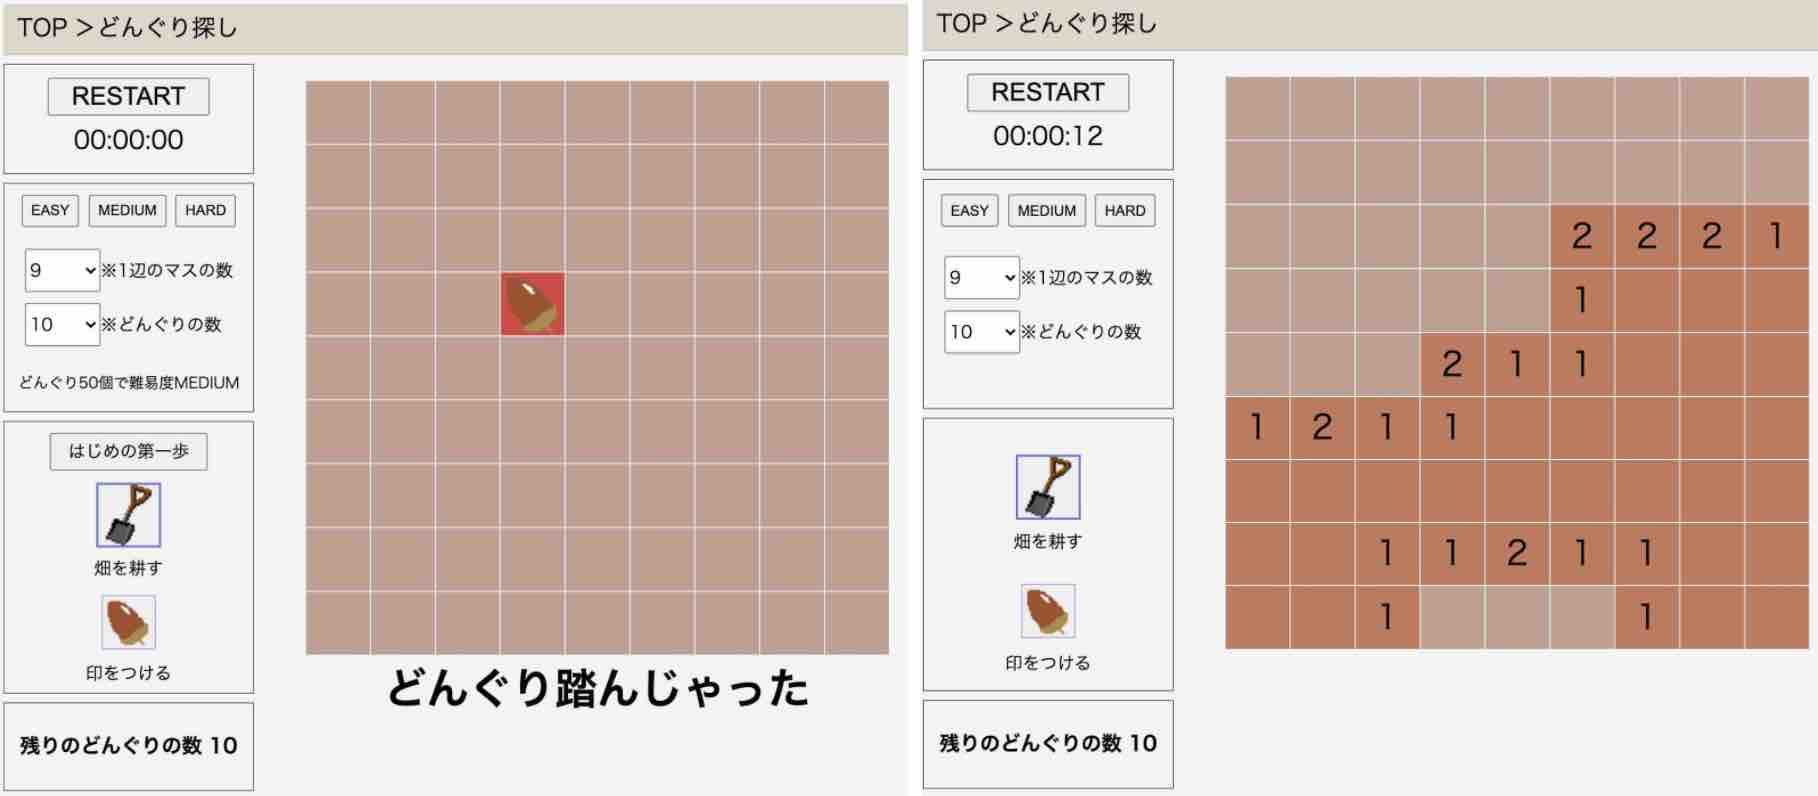 TOP ＞どんぐり探し
RESTART
00:00:00
EASY MEDIUM HARD
9 ※1辺のマスの数
10 ※どんぐりの数
どんぐり50個で難易度MEDIUM
はじめの第一歩
畑を耕す
印をつける
残りのどんぐりの数 10
どんぐり踏んじゃった
TOP ＞どんぐり探し
RESTART
00:00:12
EASY MEDIUM HARD
9 ※1辺のマスの数
10 ※どんぐりの数
畑を耕す
印をつける
残りのどんぐりの数 10
2 2 2 1
1
2 1 1
1 2 1 1
1 1 2 1 1
1 1